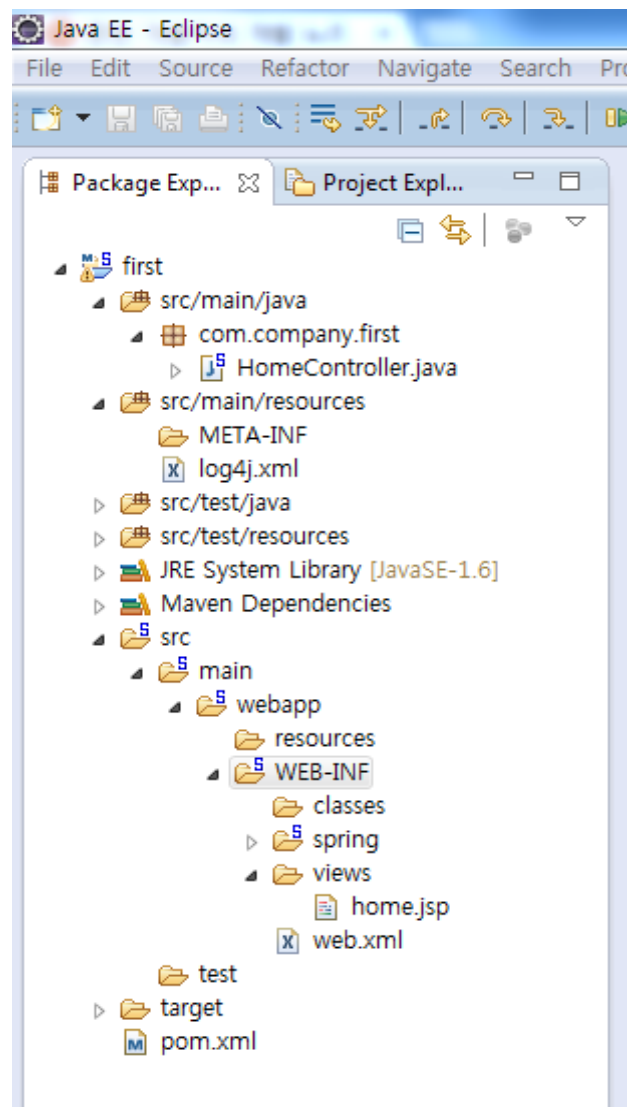 Java EE - Eclipse
File Edit Source Refactor Navigate Search Pro
Package Exp... Project Expl...
first
src/main/java
com.company.first
HomeController.java
src/main/resources
META-INF
log4j.xml
src/test/java
src/test/resources
JRE System Library [JavaSE-1.6]
Maven Dependencies
src
main
webapp
resources
WEB-INF
classes
spring
views
home.jsp
web.xml
test
target
pom.xml